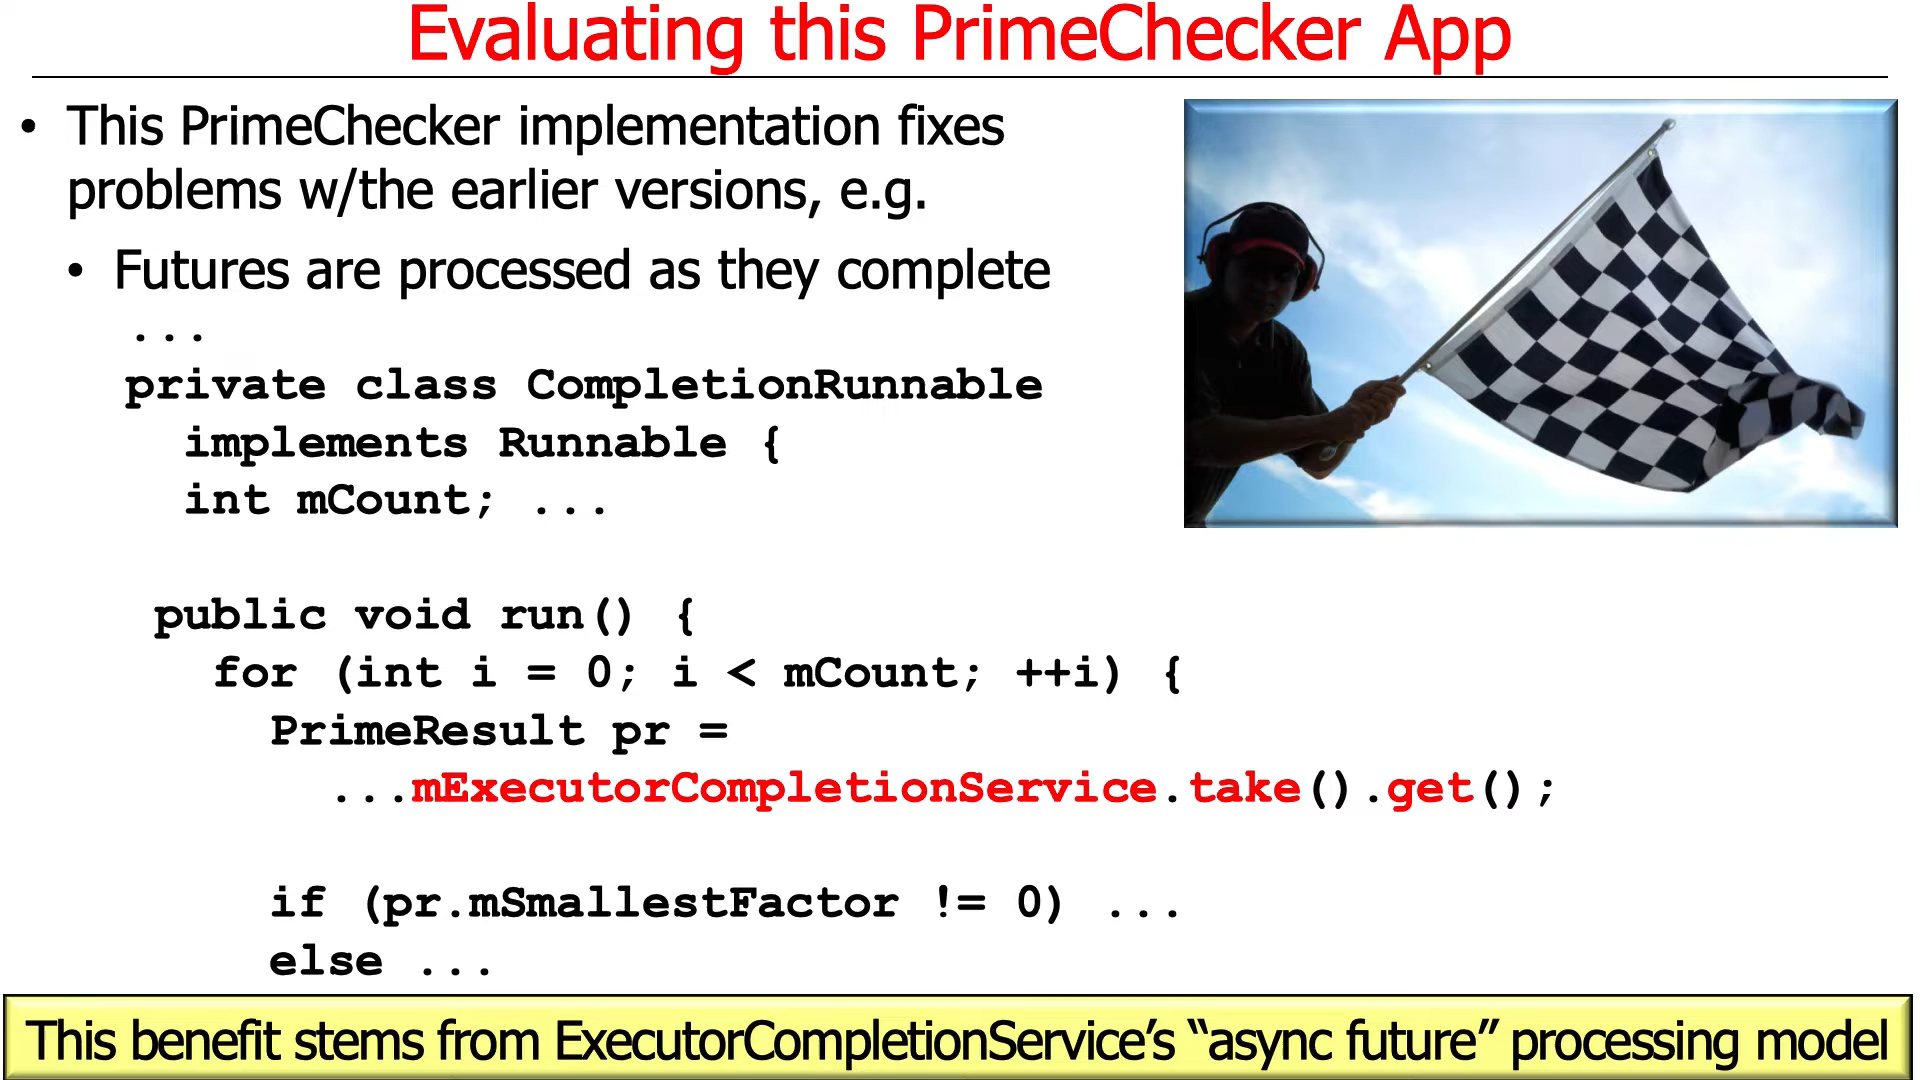 Evaluating this PrimeChecker App
• This PrimeChecker implementation fixes
problems w/the earlier versions, e.g.
• Futures are processed as they complete
...
private class CompletionRunnable
implements Runnable {
int mCount; ...
public void run() {
for (int i = 0; i < mCount; ++i) {
PrimeResult pr =
...mExecutorCompletionService.take().get();
if (pr.mSmallestFactor != 0) ...
else ...
This benefit stems from ExecutorCompletionService’s “async future” processing model